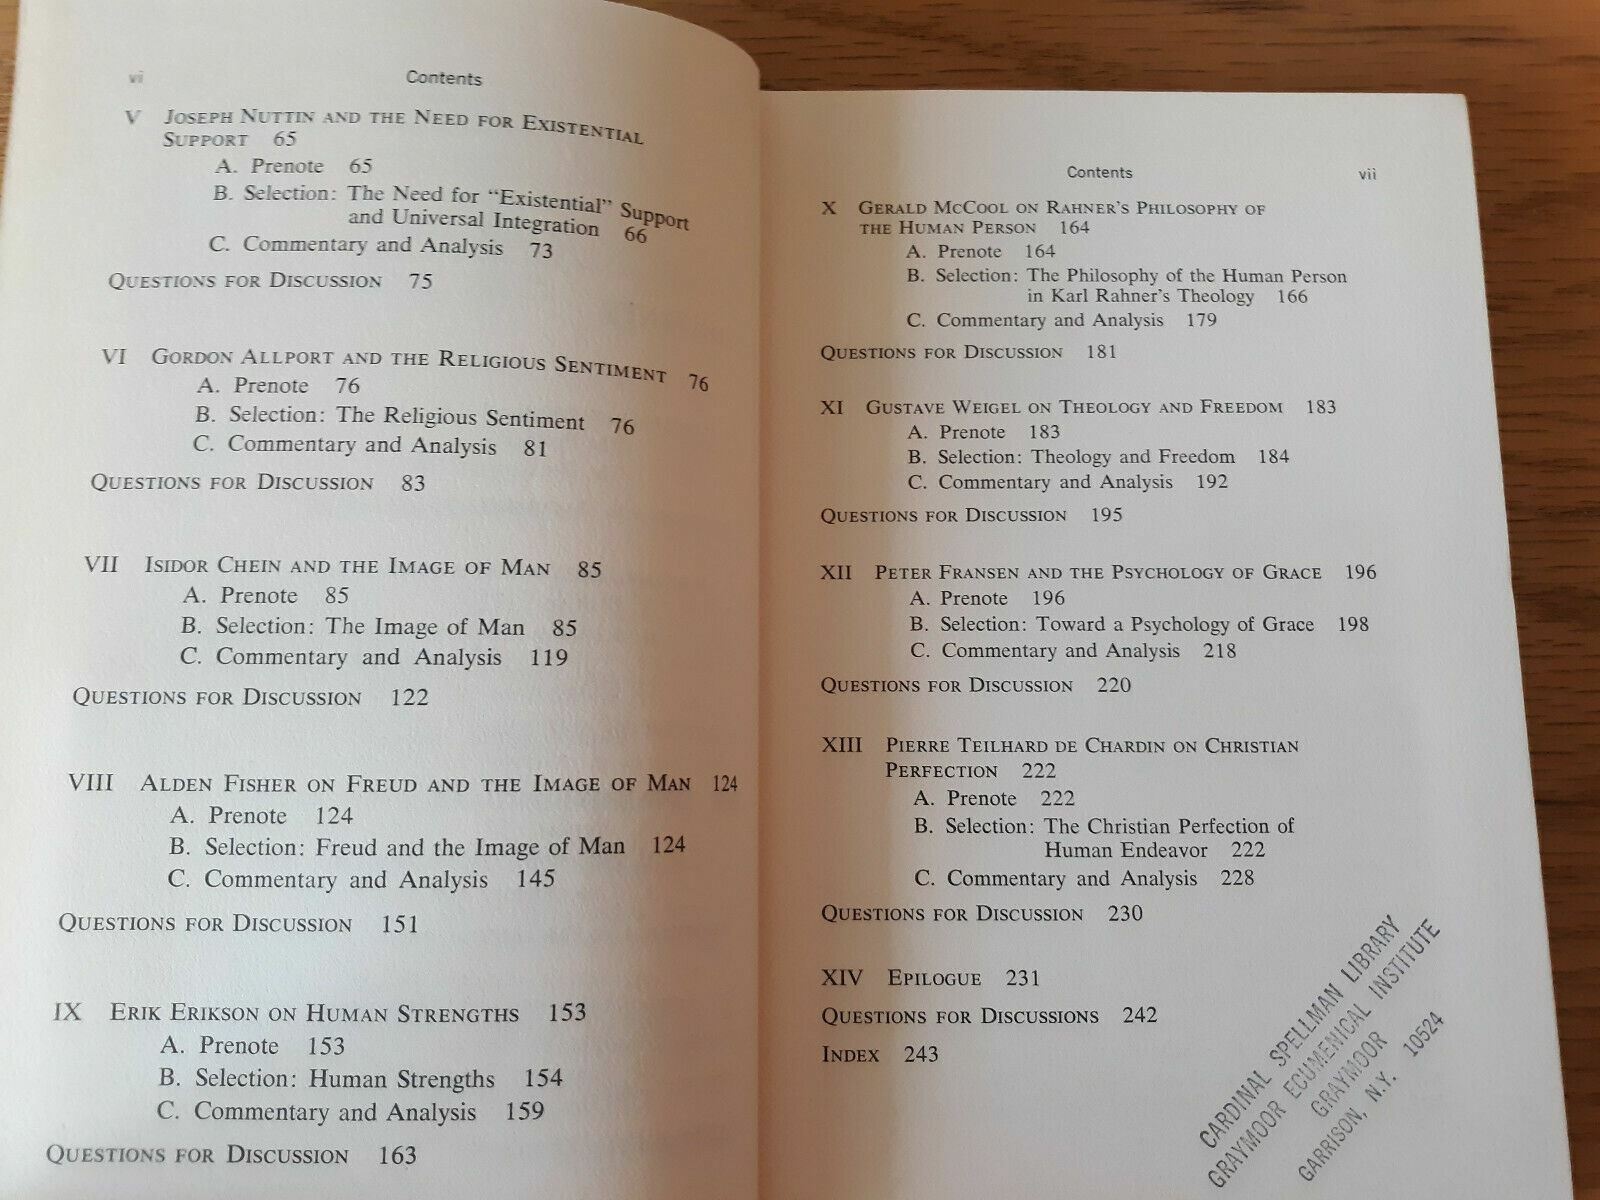 vi Contents
V JOSEPH NUTTIN AND THE NEED FOR EXISTENTIAL
SUPPORT 65
A. Prenote 65
B. Selection: The Need for "Existential" Support
and Universal Integration 66
C. Commentary and Analysis 73
QUESTIONS FOR DISCUSSION 75
VI GORDON ALLPORT AND THE RELIGIOUS SENTIMENT 76
A. Prenote 76
B. Selection: The Religious Sentiment 76
C. Commentary and Analysis 81
QUESTIONS FOR DISCUSSION 83
VII ISIDOR CHEIN AND THE IMAGE OF MAN 85
A. Prenote 85
B. Selection: The Image of Man 85
C. Commentary and Analysis 119
QUESTIONS FOR DISCUSSION 122
VIII ALDEN FISHER ON FREUD AND THE IMAGE OF MAN 124
A. Prenote 124
B. Selection: Freud and the Image of Man 124
C. Commentary and Analysis 145
QUESTIONS FOR DISCUSSION 151
IX ERIK ERIKSON ON HUMAN STRENGTHS 153
A. Prenote 153
B. Selection: Human Strengths 154
C. Commentary and Analysis 159
QUESTIONS FOR DISCUSSION 163
Contents vii
X GERALD MCCOOL ON RAHNER'S PHILOSOPHY OF
THE HUMAN PERSON 164
A. Prenote 164
B. Selection: The Philosophy of the Human Person
in Karl Rahner's Theology 166
C. Commentary and Analysis 179
QUESTIONS FOR DISCUSSION 181
XI GUSTAVE WEIGEL ON THEOLOGY AND FREEDOM 183
A. Prenote 183
B. Selection: Theology and Freedom 184
C. Commentary and Analysis 192
QUESTIONS FOR DISCUSSION 195
XII PETER FRANSEN AND THE PSYCHOLOGY OF GRACE 196
A. Prenote 196
B. Selection: Toward a Psychology of Grace 198
C. Commentary and Analysis 218
QUESTIONS FOR DISCUSSION 220
XIII PIERRE TEILHARD DE CHARDIN ON CHRISTIAN
PERFECTION 222
A. Prenote 222
B. Selection: The Christian Perfection of
Human Endeavor 222
C. Commentary and Analysis 228
QUESTIONS FOR DISCUSSION 230
XIV EPILOGUE 231
QUESTIONS FOR DISCUSSIONS 242
INDEX 243
CARDINAL SPELLMAN LIBRARY
GRAYMOOR ECUMENICAL INSTITUTE
GRAYMOOR
GARRISON, N.Y. 10524